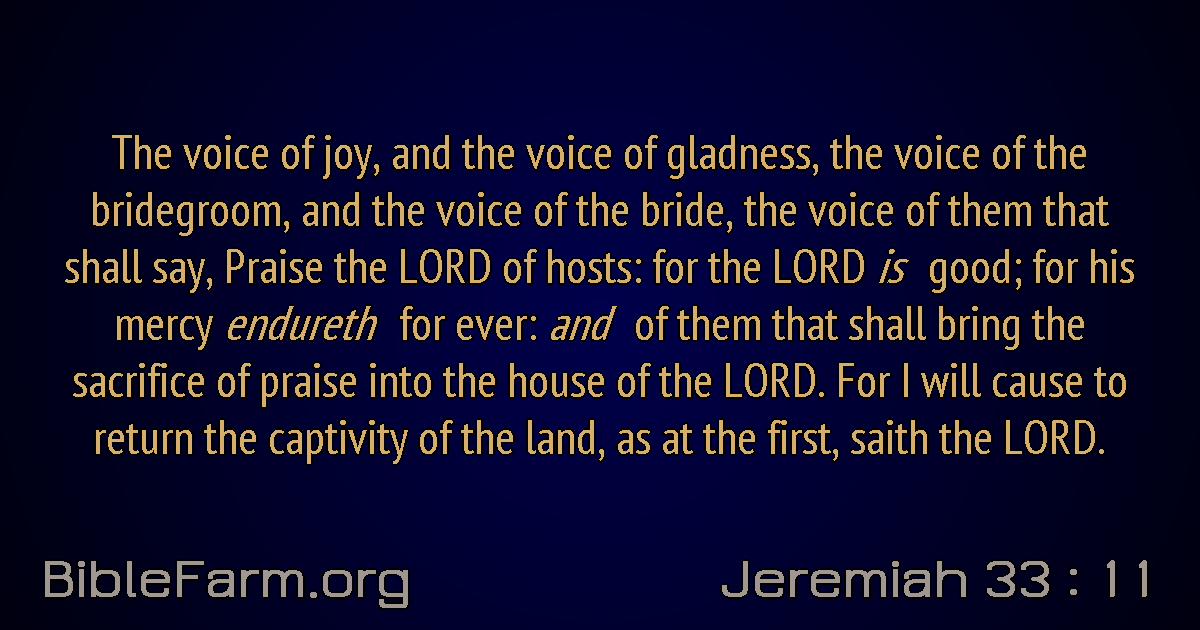 The voice of joy, and the voice of gladness, the voice of the
bridegroom, and the voice of the bride, the voice of them that
shall say, Praise the LORD of hosts: for the LORD is good; for his
mercy endureth for ever: and of them that shall bring the
sacrifice of praise into the house of the LORD. For I will cause to
return the captivity of the land, as at the first, saith the LORD.
BibleFarm.org
Jeremiah 33 : 11